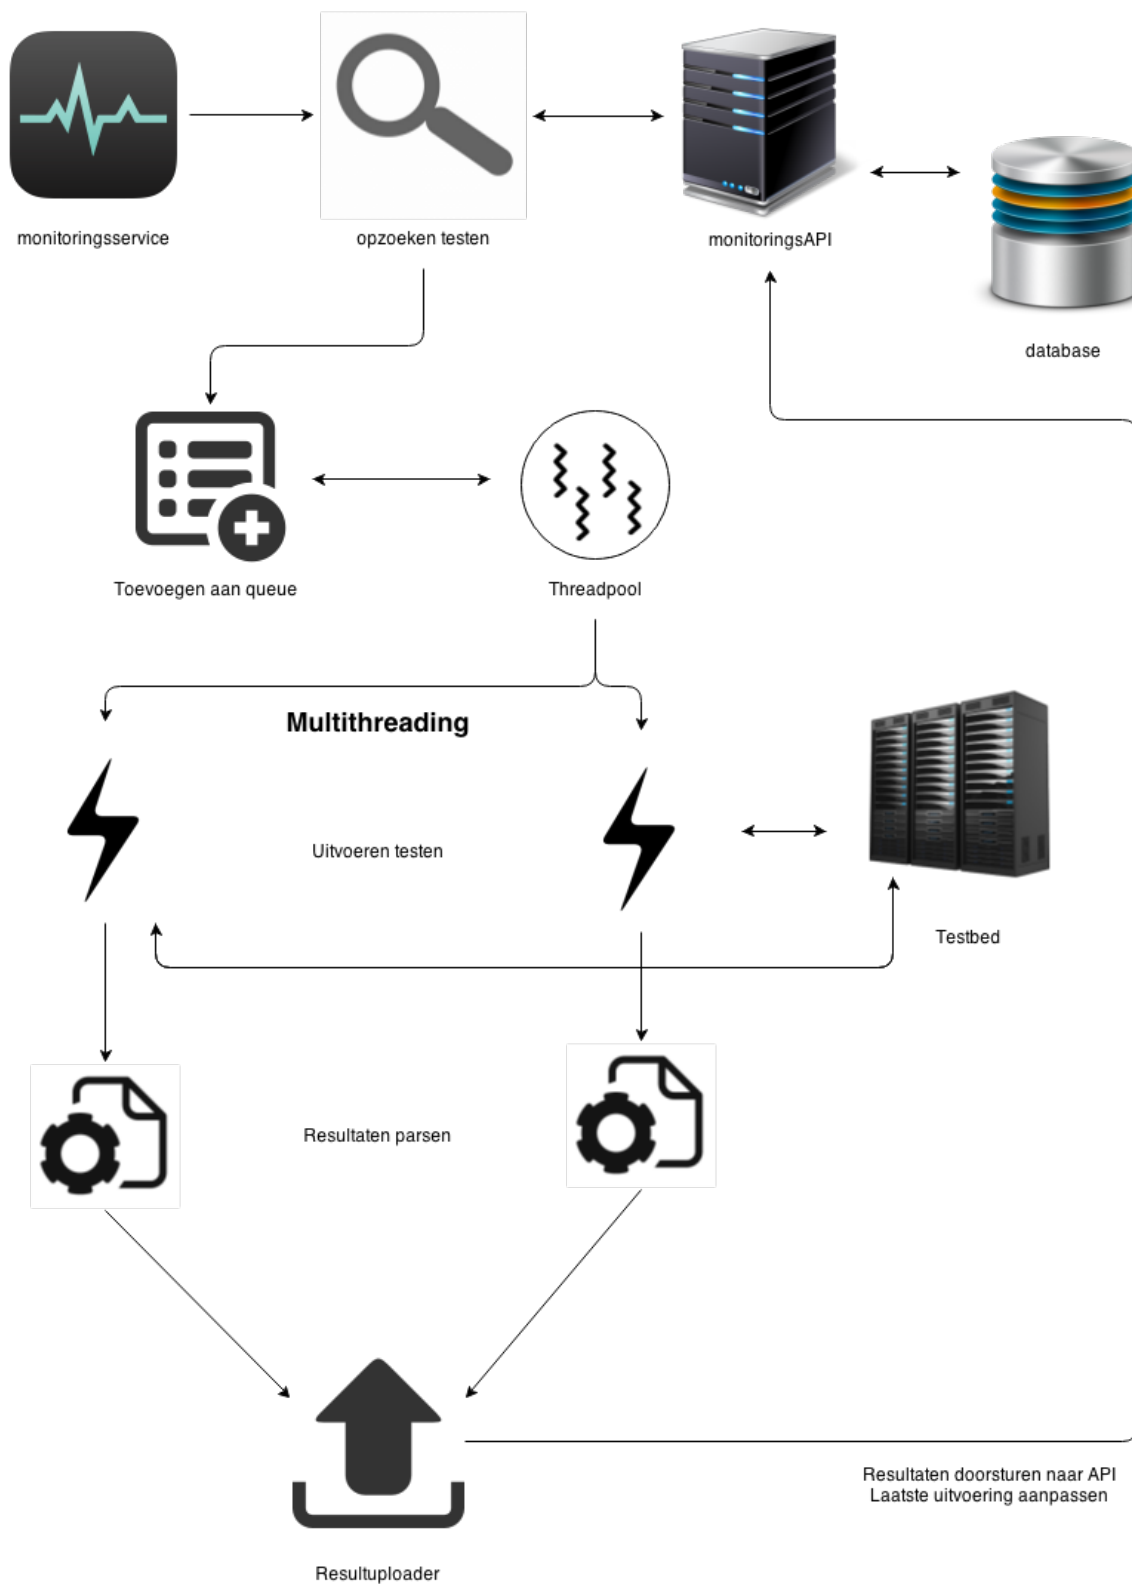 monitoringsservice
opzoeken testen
monitoringsAPI
database
Toevoegen aan queue
Threadpool
Multithreading
Uitvoeren testen
Testbed
Resultaten parsen
Resultaten doorsturen naar API
Laatste uitvoering aanpassen
Resultuploader